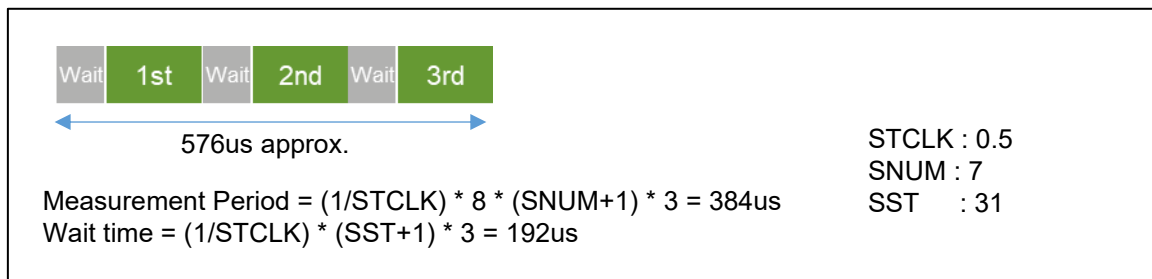 Wait 1st Wait 2nd Wait 3rd
576us approx.
Measurement Period = (1/STCLK) * 8 * (SNUM+1) * 3 = 384us
Wait time = (1/STCLK) * (SST+1) * 3 = 192us
STCLK : 0.5
SNUM : 7
SST : 31